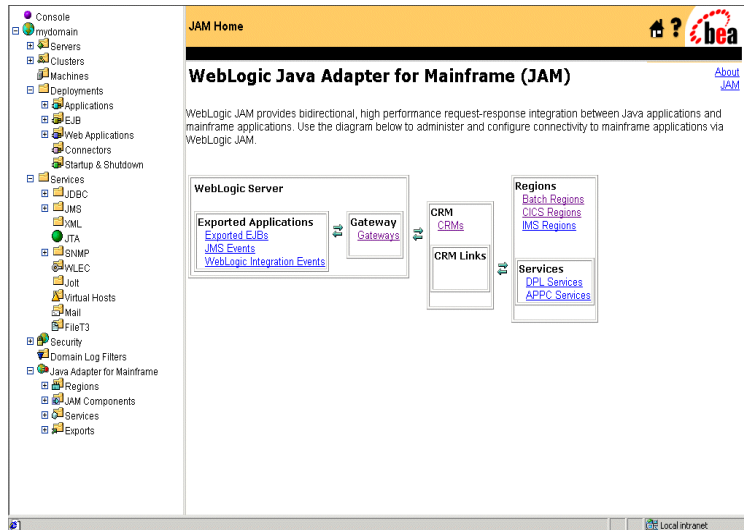 Console
mydomain
Servers
Clusters
Machines
Deployments
Applications
EJB
Web Applications
Connectors
Startup & Shutdown
Services
JDBC
JMS
XML
JTA
SNMP
WLEC
Jolt
Virtual Hosts
Mail
FileT3
Security
Domain Log Filters
Java Adapter for Mainframe
Regions
JAM Components
Services
Exports
JAM Home
?
bea
WebLogic Java Adapter for Mainframe (JAM)
About
JAM
WebLogic JAM provides bidirectional, high performance request-response integration between Java applications and
mainframe applications. Use the diagram below to administer and configure connectivity to mainframe applications via
WebLogic JAM.
WebLogic Server
Exported Applications
Exported EJBs
JMS Events
WebLogic Integration Events
Gateway
Gateways
CRM
CRMs
CRM Links
Regions
Batch Regions
CICS Regions
IMS Regions
Services
DPL Services
APPC Services
Local intranet